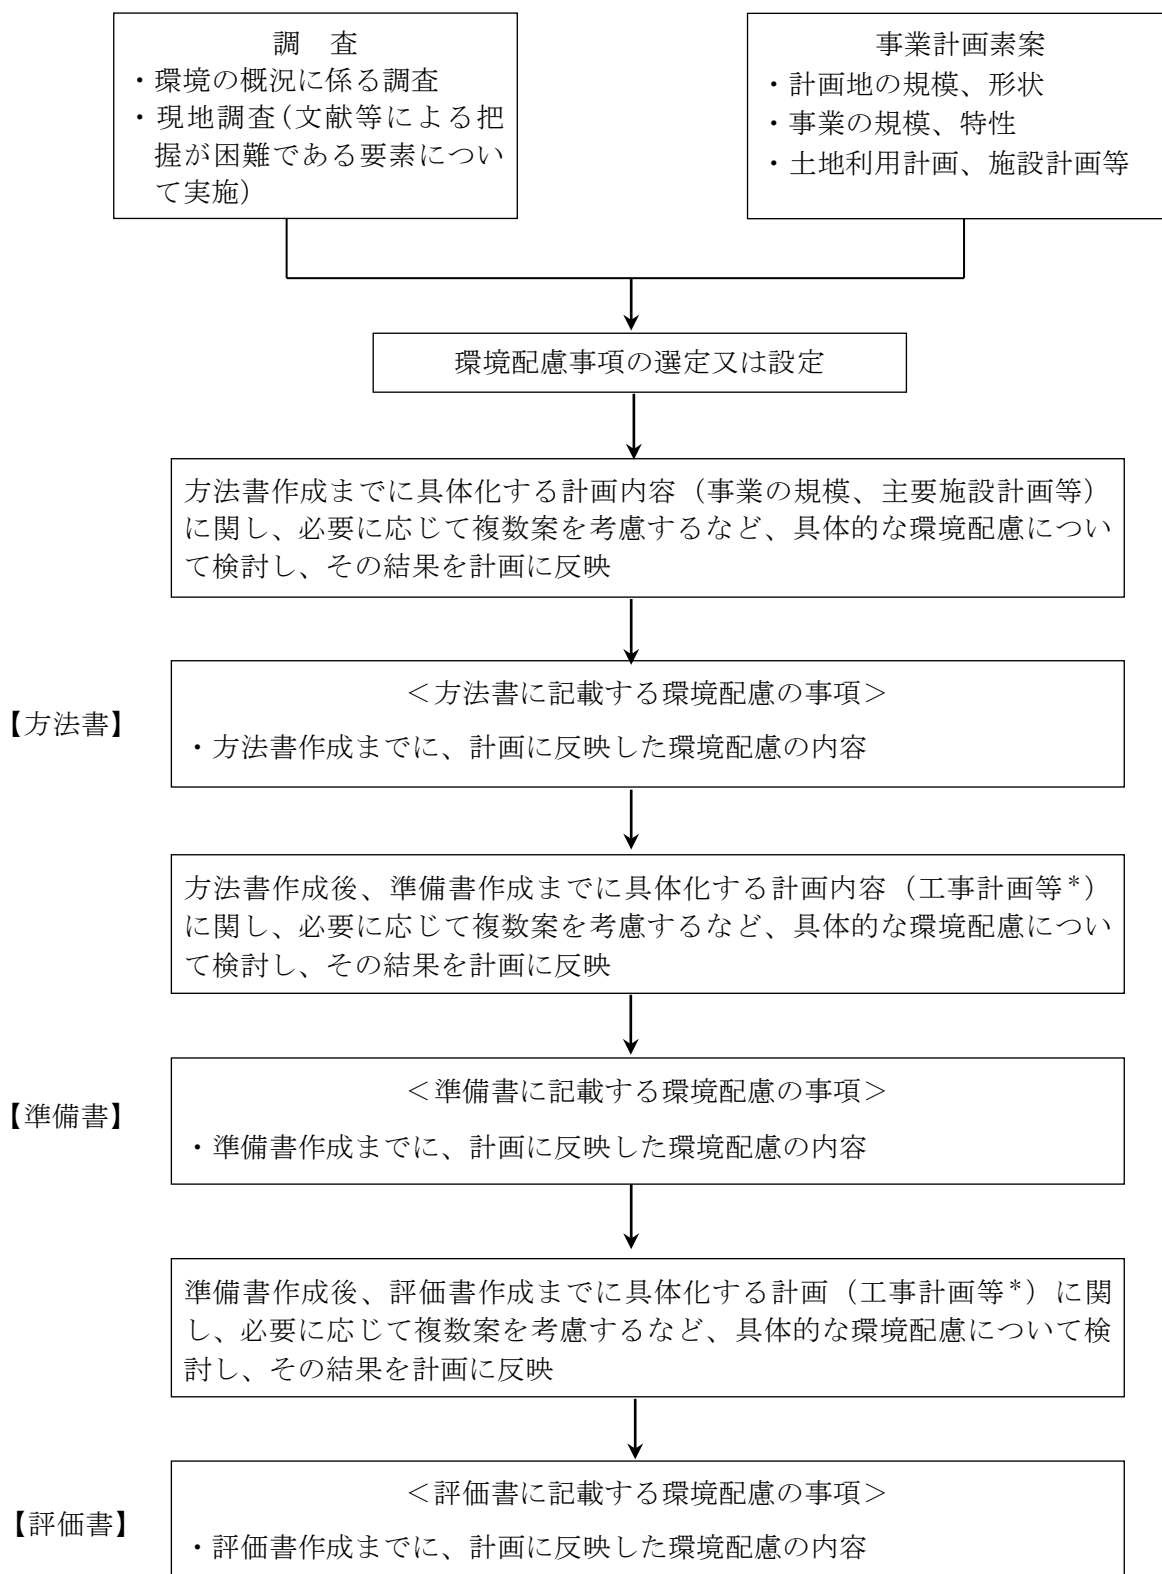 調　査
・環境の概況に係る調査
・現地調査(文献等による把
握が困難である要素につい
て実施)
事業計画素案
・計画地の規模、形状
・事業の規模、特性
・土地利用計画、施設計画等
環境配慮事項の選定又は設定
方法書作成までに具体化する計画内容（事業の規模、主要施設計画等）
に関し、必要に応じて複数案を考慮するなど、具体的な環境配慮につい
て検討し、その結果を計画に反映
【方法書】
＜方法書に記載する環境配慮の事項＞
・方法書作成までに、計画に反映した環境配慮の内容
方法書作成後、準備書作成までに具体化する計画内容（工事計画等*）
に関し、必要に応じて複数案を考慮するなど、具体的な環境配慮につい
て検討し、その結果を計画に反映
【準備書】
＜準備書に記載する環境配慮の事項＞
・準備書作成までに、計画に反映した環境配慮の内容
準備書作成後、評価書作成までに具体化する計画（工事計画等*）に関
し、必要に応じて複数案を考慮するなど、具体的な環境配慮について検
討し、その結果を計画に反映
【評価書】
＜評価書に記載する環境配慮の事項＞
・評価書作成までに、計画に反映した環境配慮の内容